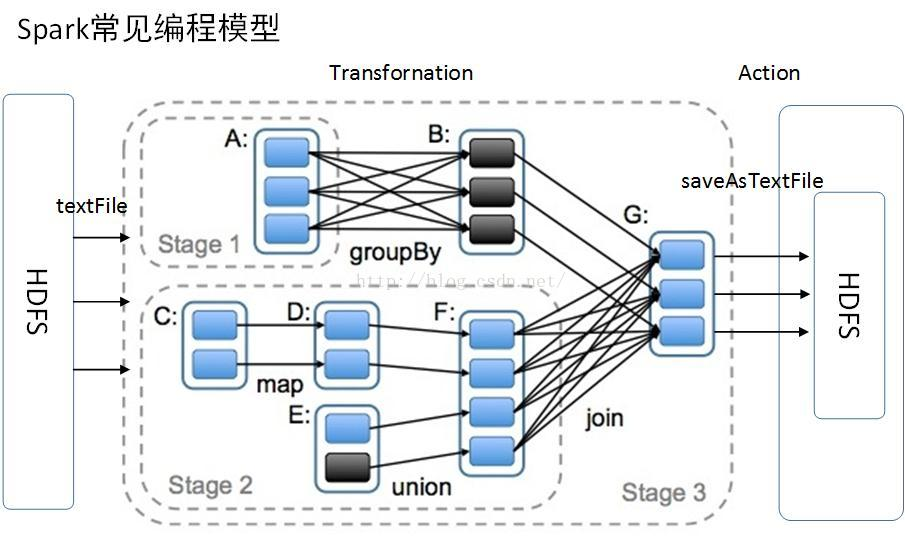 Spark常见编程模型
Transfornation
Action
textFile
HDFS
A:
B:
groupBy
Stage 1
http://blog.csdn.net/
C:
D:
map
E:
F:
union
Stage 2
G:
join
Stage 3
saveAsTextFile
HDFS